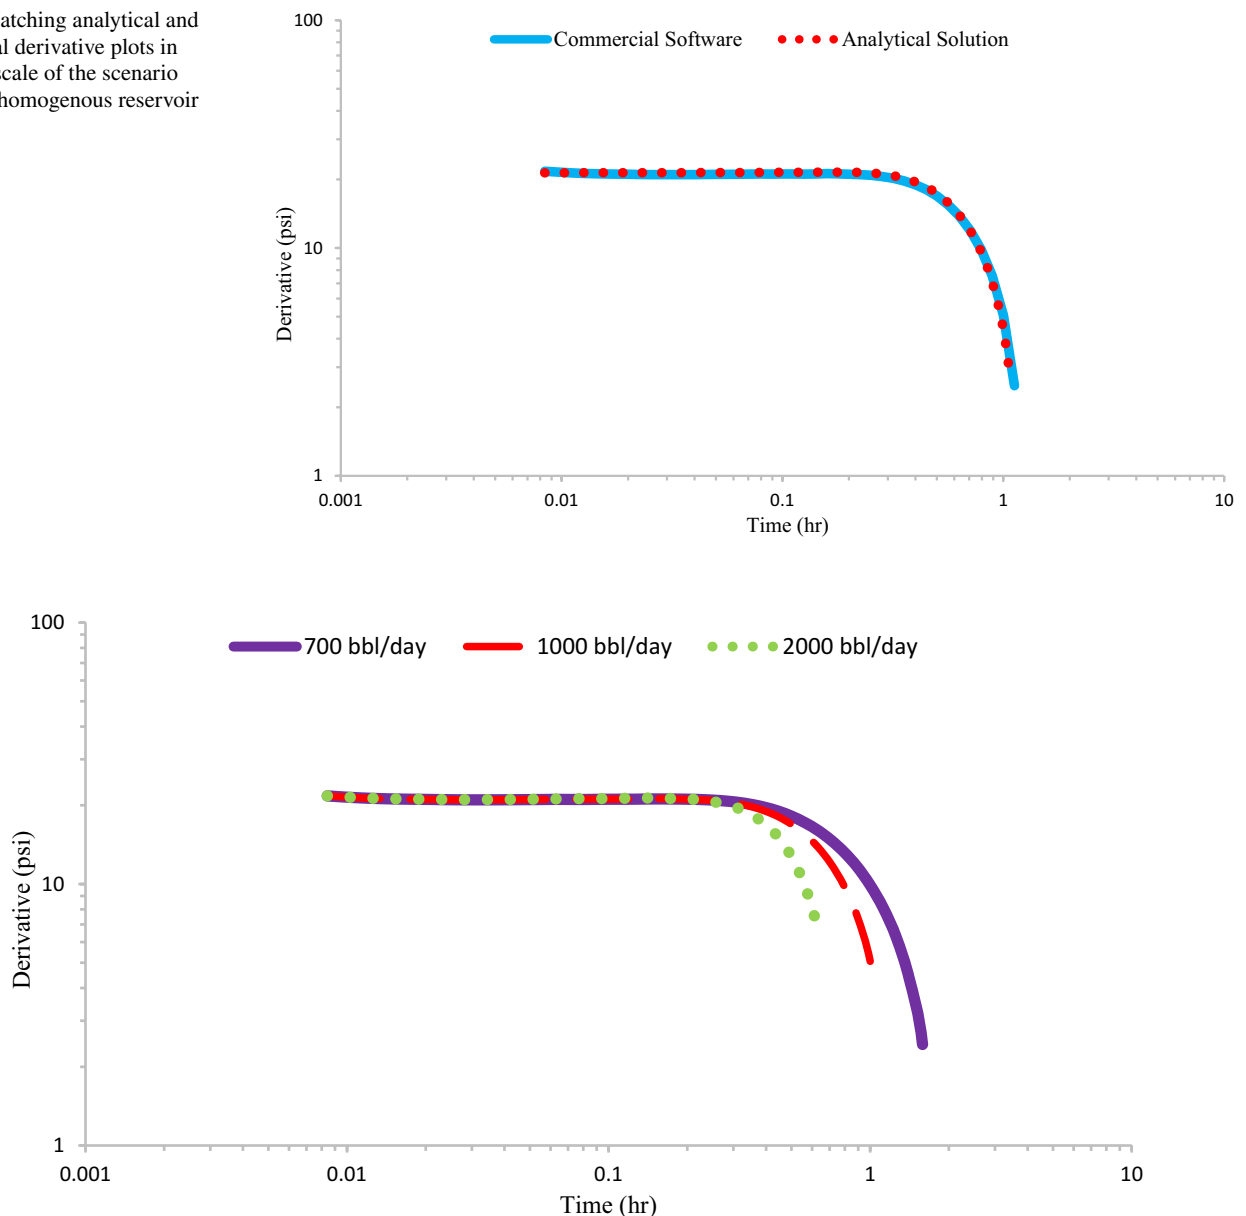 atching analytical and
al derivative plots in
scale of the scenario
homogenous reservoir
100
Commercial Software Analytical Solution
10
Derivative (psi)
1
0.001 0.01 0.1 1 10
Time (hr)
100
700 bbl/day 1000 bbl/day 2000 bbl/day
10
Derivative (psi)
1
0.001 0.01 0.1 1 10
Time (hr)